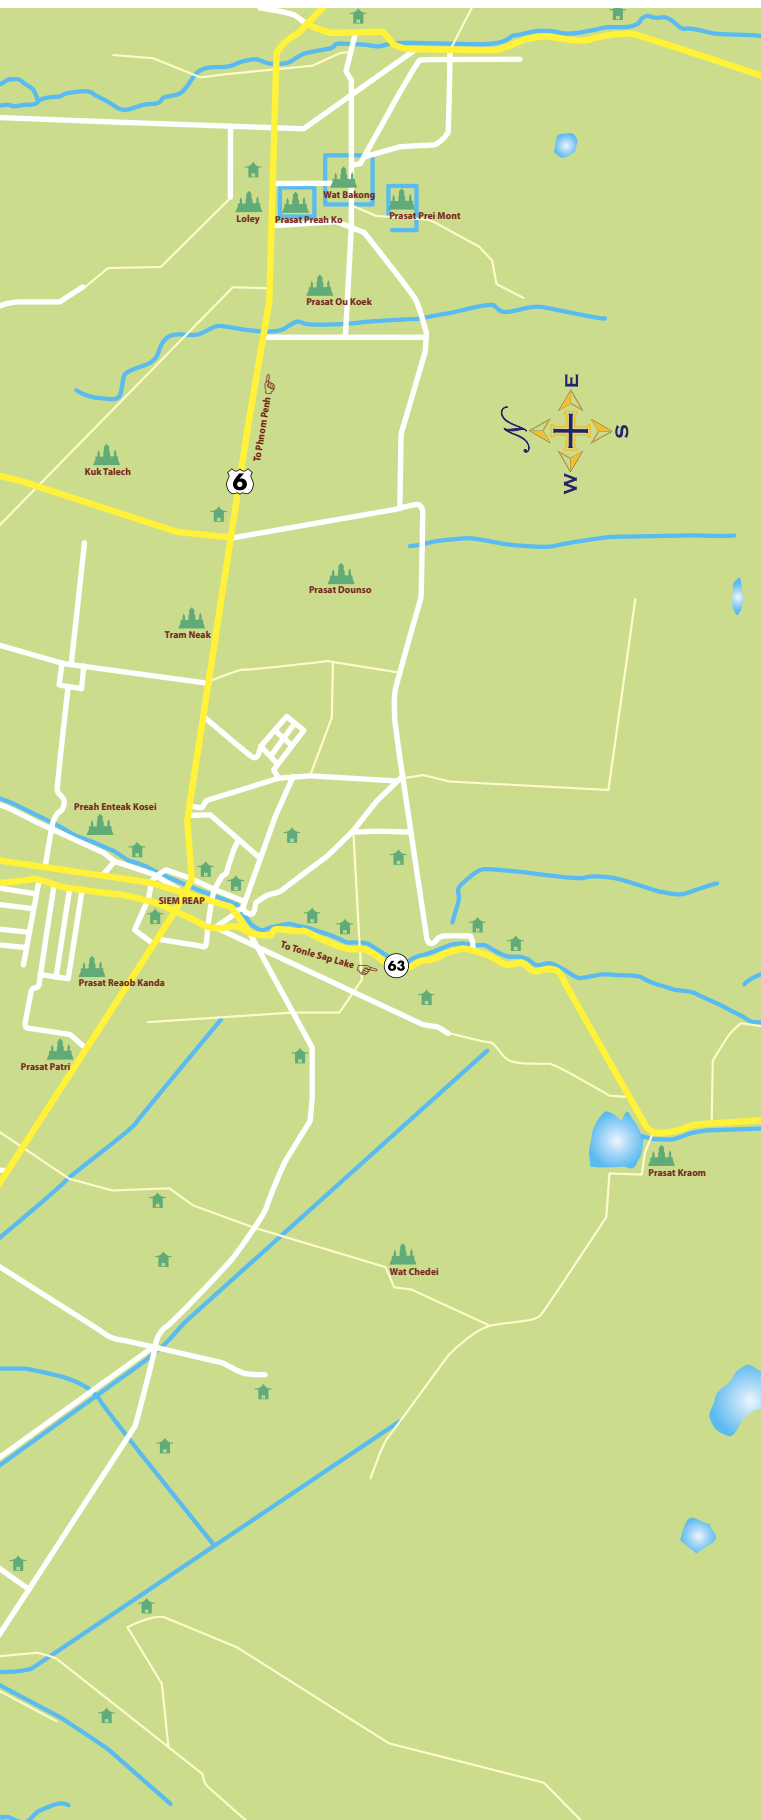 Wat Bakong
Loley
Prasat Preah Ko
Prasat Prei Mont
Prasat Ou Koek
To Phnom Penh
N
E
S
W
Kuk Talech
6
Prasat Dounso
Tram Neak
Preah Enteak Kosei
SIEM REAP
To Tonle Sap Lake
63
Prasat Reaob Kanda
Prasat Patri
Prasat Kraom
Wat Chedei